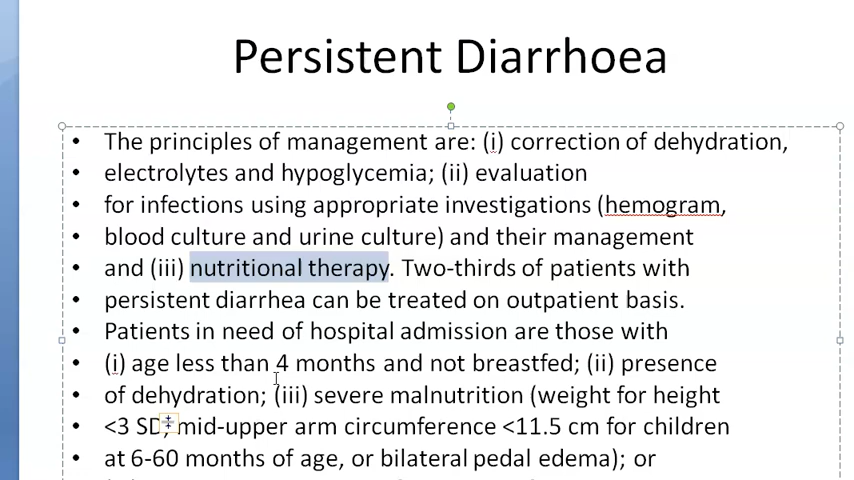 Persistent Diarrhoea
• The principles of management are: (i) correction of dehydration,
• electrolytes and hypoglycemia; (ii) evaluation
• for infections using appropriate investigations (hemogram,
• blood culture and urine culture) and their management
• and (iii) nutritional therapy. Two-thirds of patients with
• persistent diarrhea can be treated on outpatient basis.
• Patients in need of hospital admission are those with
• (i) age less than 4 months and not breastfed; (ii) presence
• of dehydration; (iii) severe malnutrition (weight for height
• <3 SD, mid-upper arm circumference <11.5 cm for children
• at 6-60 months of age, or bilateral pedal edema); or